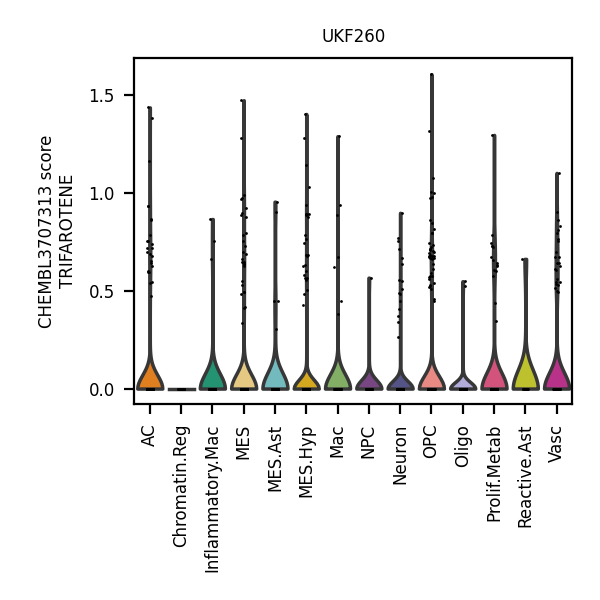 UKF260
CHEMBL3707313 score
TRIFAROTENE
1.5
1.0
0.5
0.0
AC
Chromatin.Reg
Inflammatory.Mac
MES
MES.Ast
MES.Hyp
Mac
NPC
Neuron
OPC
Oligo
Prolif.Metab
Reactive.Ast
Vasc